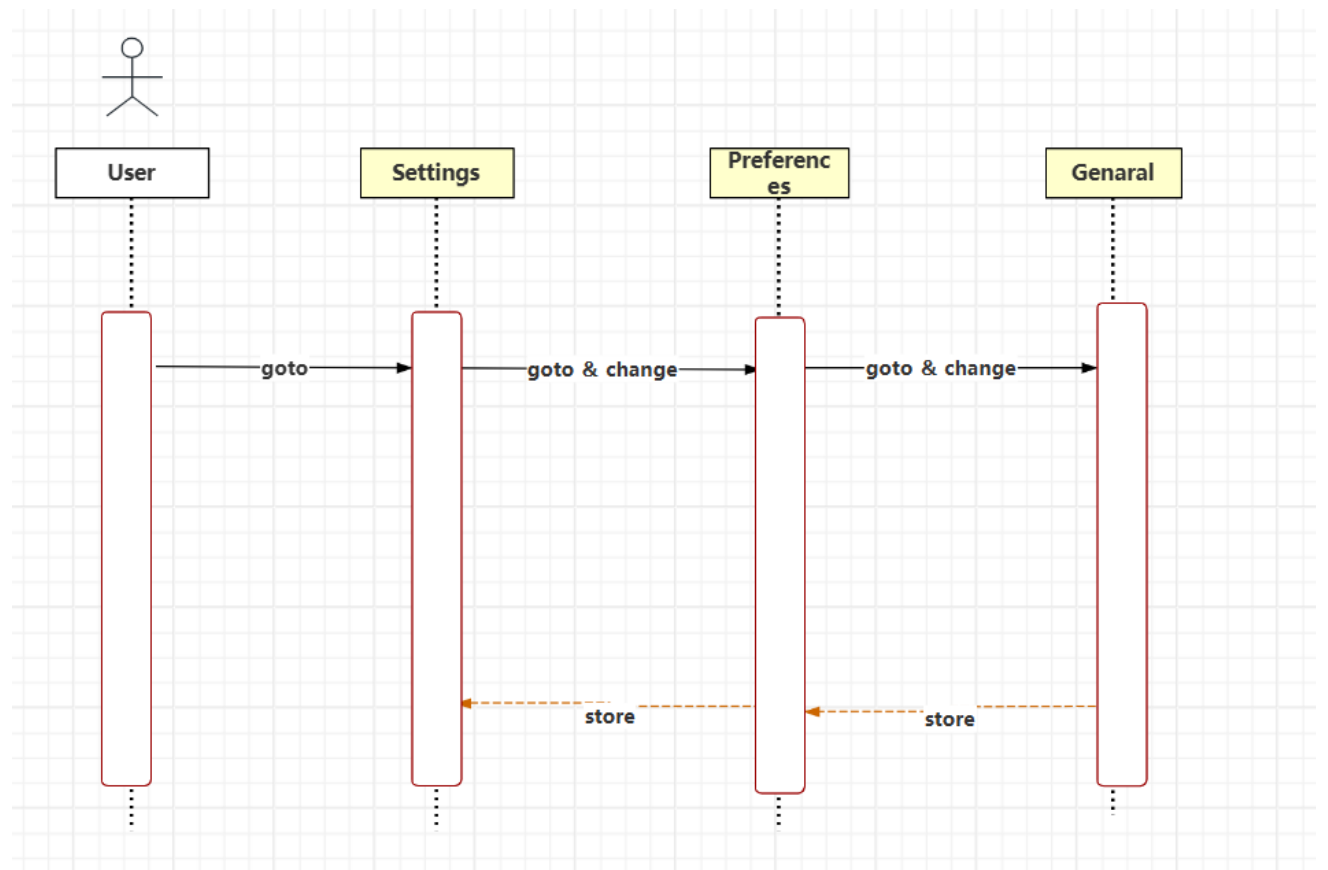 User
Settings
Preferenc
es
Genaral
goto
goto & change
goto & change
store
store